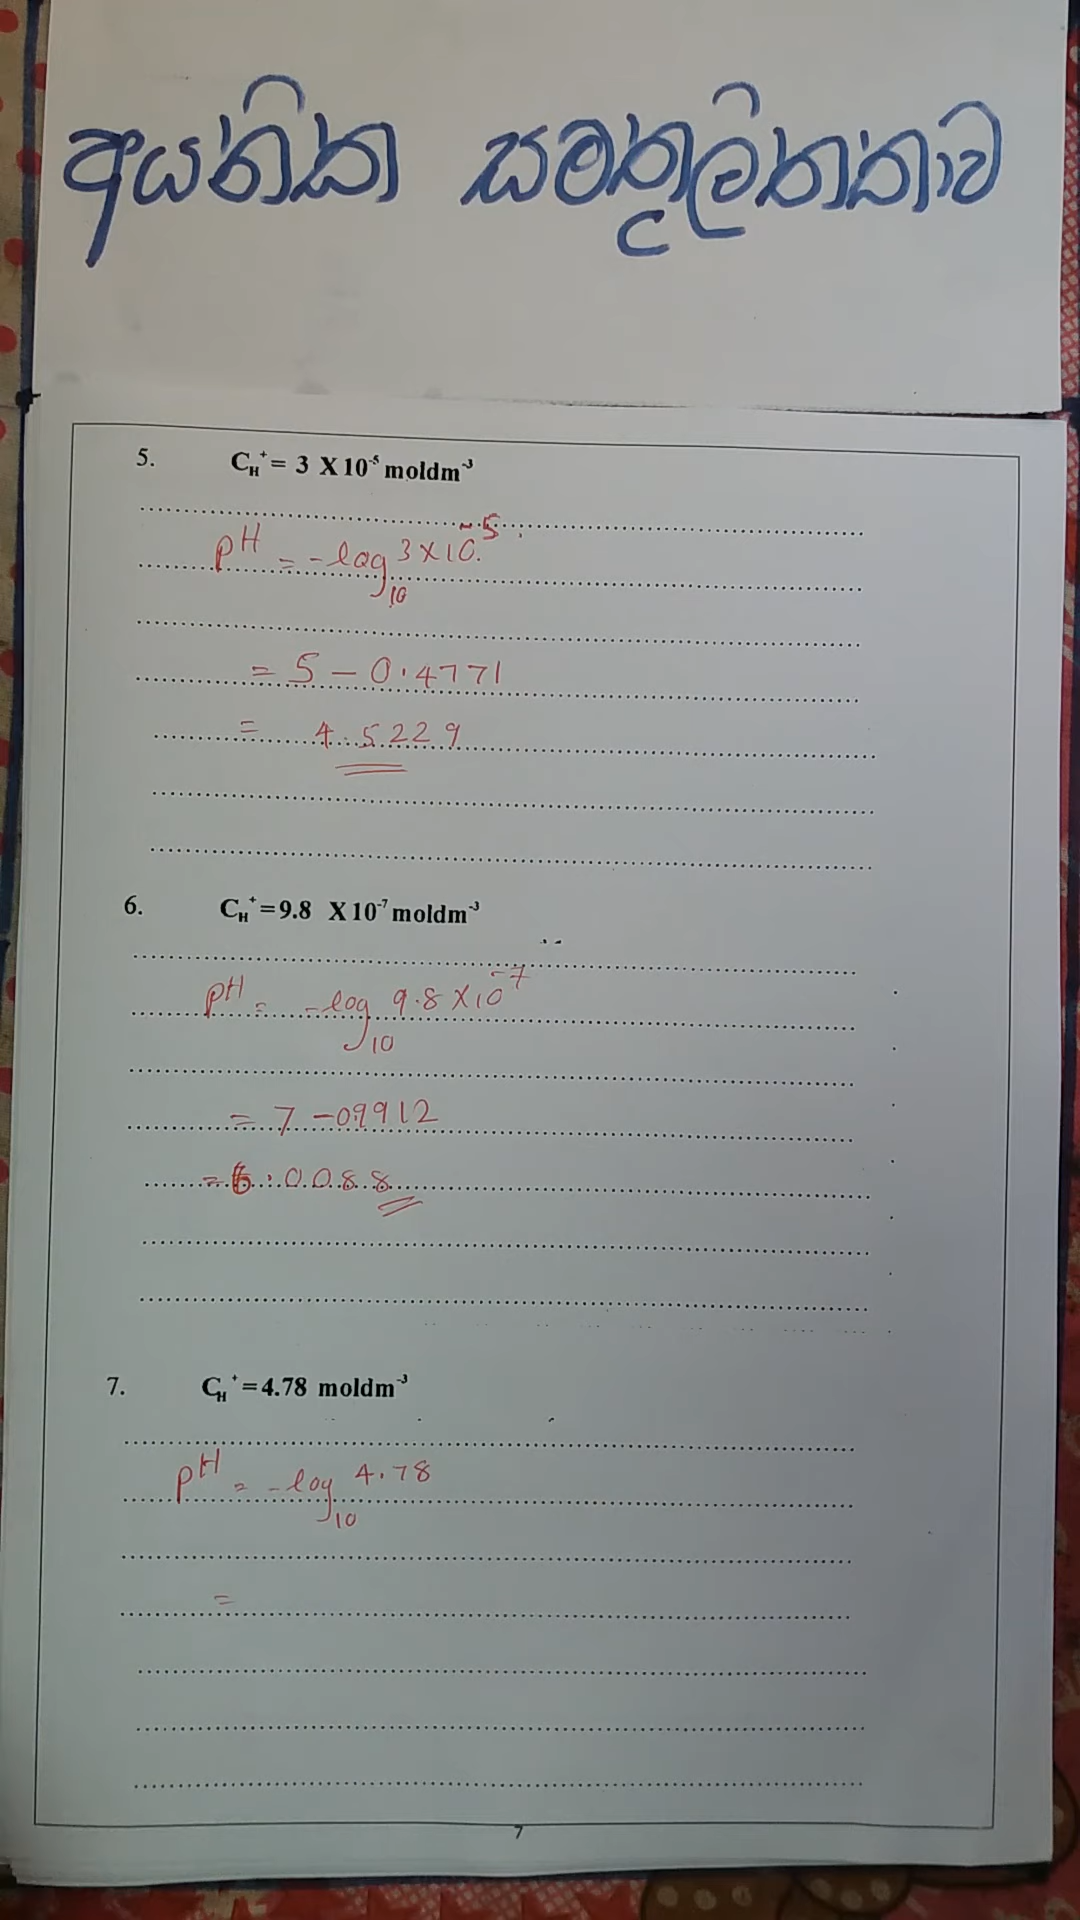 අයනික සමතුලිතතාව
5. C_H⁺ = 3 X 10⁻⁵ moldm⁻³
pH = -log₁₀ 3 × 10⁻⁵
= 5 - 0.4771
= 4.5229
6. C_H⁺ = 9.8 X 10⁻⁷ moldm⁻³
pH = -log₁₀ 9.8 × 10⁻⁷
= 7 - 0.9912
= 6.0088
7. C_H⁺ = 4.78 moldm⁻³
pH = -log₁₀ 4.78
=
7